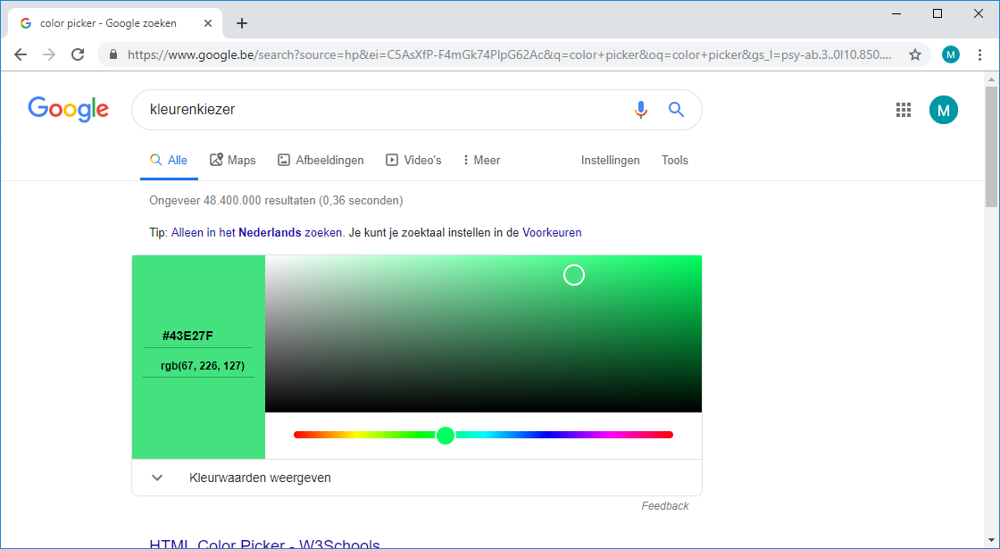 color picker - Google zoeken
https://www.google.be/search?source=hp&ei=C5AsXfP-F4mGk74PlpG62Ac&q=color+picker&oq=color+picker&gs_l=psy-ab.3..0l10.850....
M
Google
kleurenkiezer
M
Alle Maps Afbeeldingen Video's Meer Instellingen Tools
Ongeveer 48.400.000 resultaten (0,36 seconden)
Tip: Alleen in het Nederlands zoeken. Je kunt je zoektaal instellen in de Voorkeuren
#43E27F
rgb(67, 226, 127)
Kleurwaarden weergeven
Feedback
HTML Color Picker - W3Schools